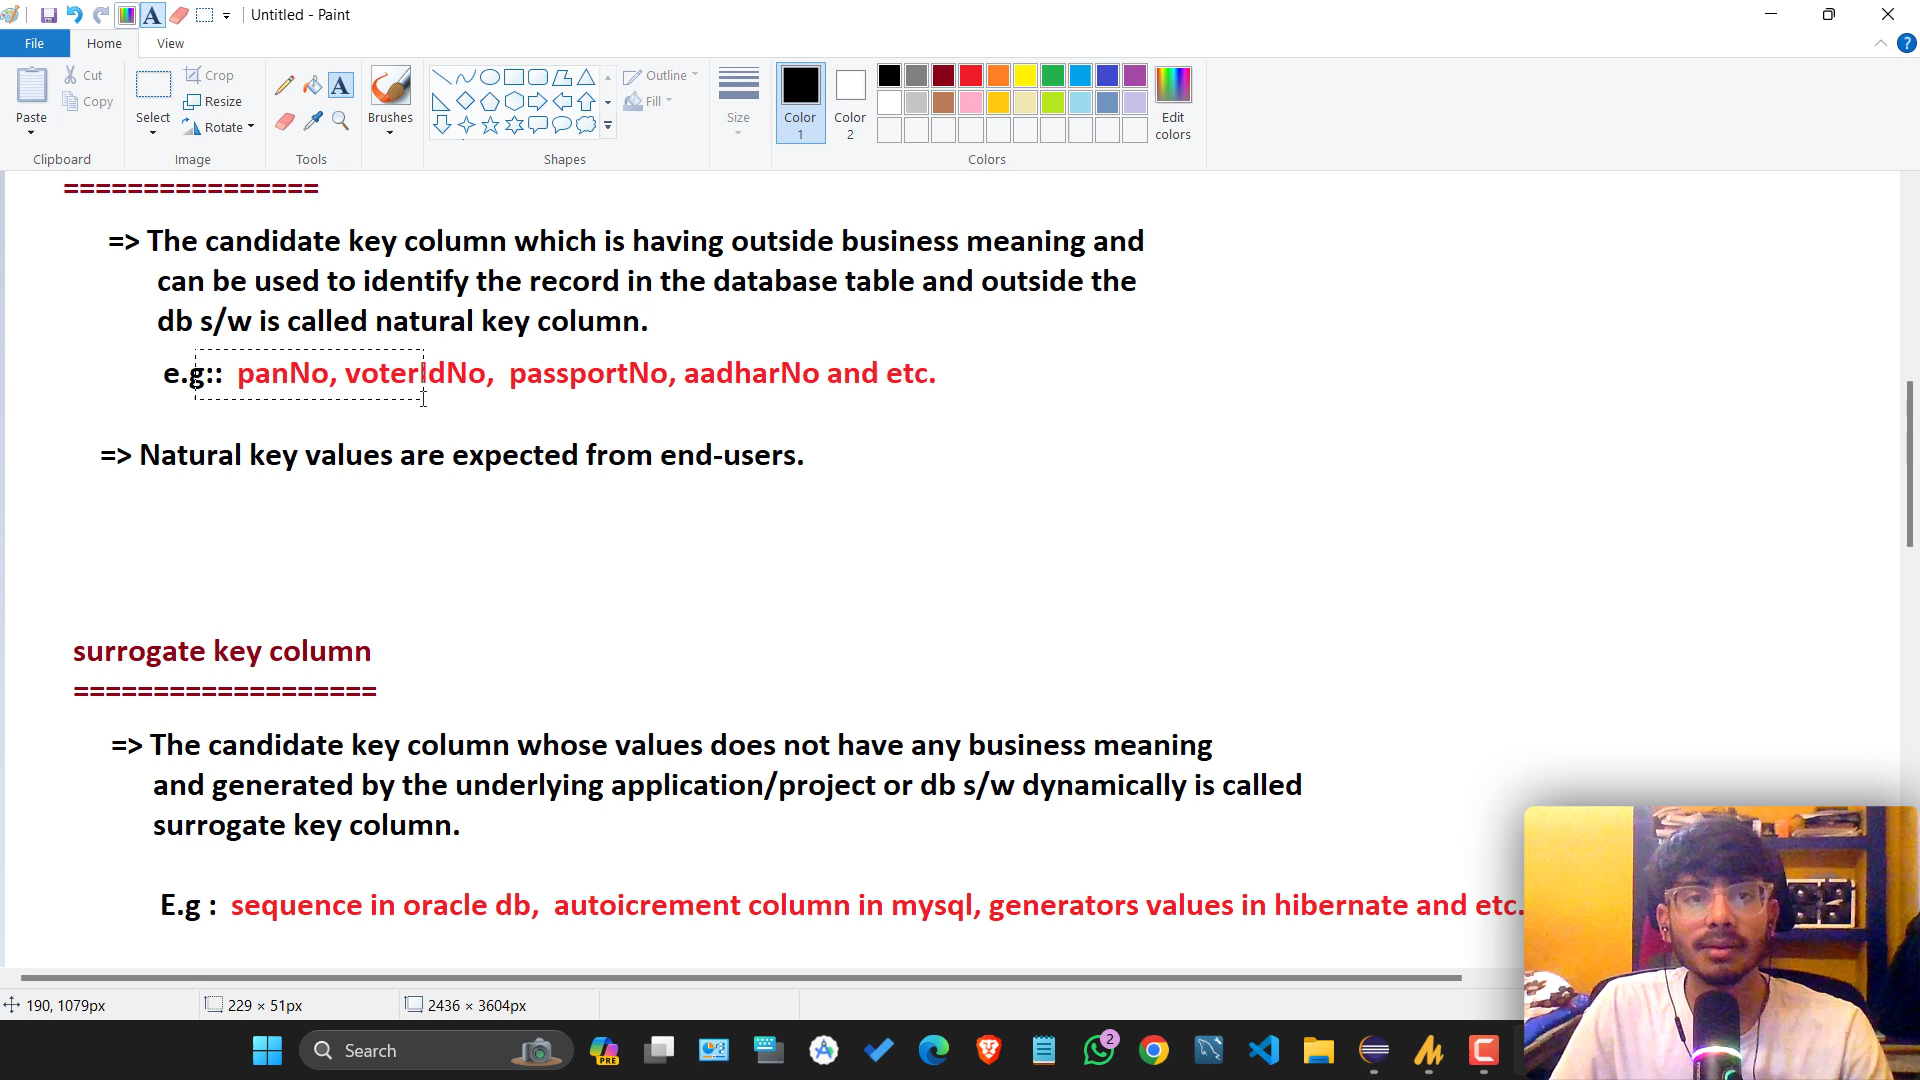 Untitled - Paint
File
Home
View
Paste
Cut
Copy
Clipboard
Select
Crop
Resize
Rotate
Image
A
Tools
Brushes
Shapes
Outline
Fill
Size
Color
1
Color
2
Edit
colors
Colors
================
=> The candidate key column which is having outside business meaning and
can be used to identify the record in the database table and outside the
db s/w is called natural key column.
e.g:: panNo, voterIdNo, passportNo, aadharNo and etc.
=> Natural key values are expected from end-users.
surrogate key column
===================
=> The candidate key column whose values does not have any business meaning
and generated by the underlying application/project or db s/w dynamically is called
surrogate key column.
E.g : sequence in oracle db, autoicrement column in mysql, generators values in hibernate and etc.
190, 1079px
229 × 51px
2436 × 3604px
Search
PRE
2